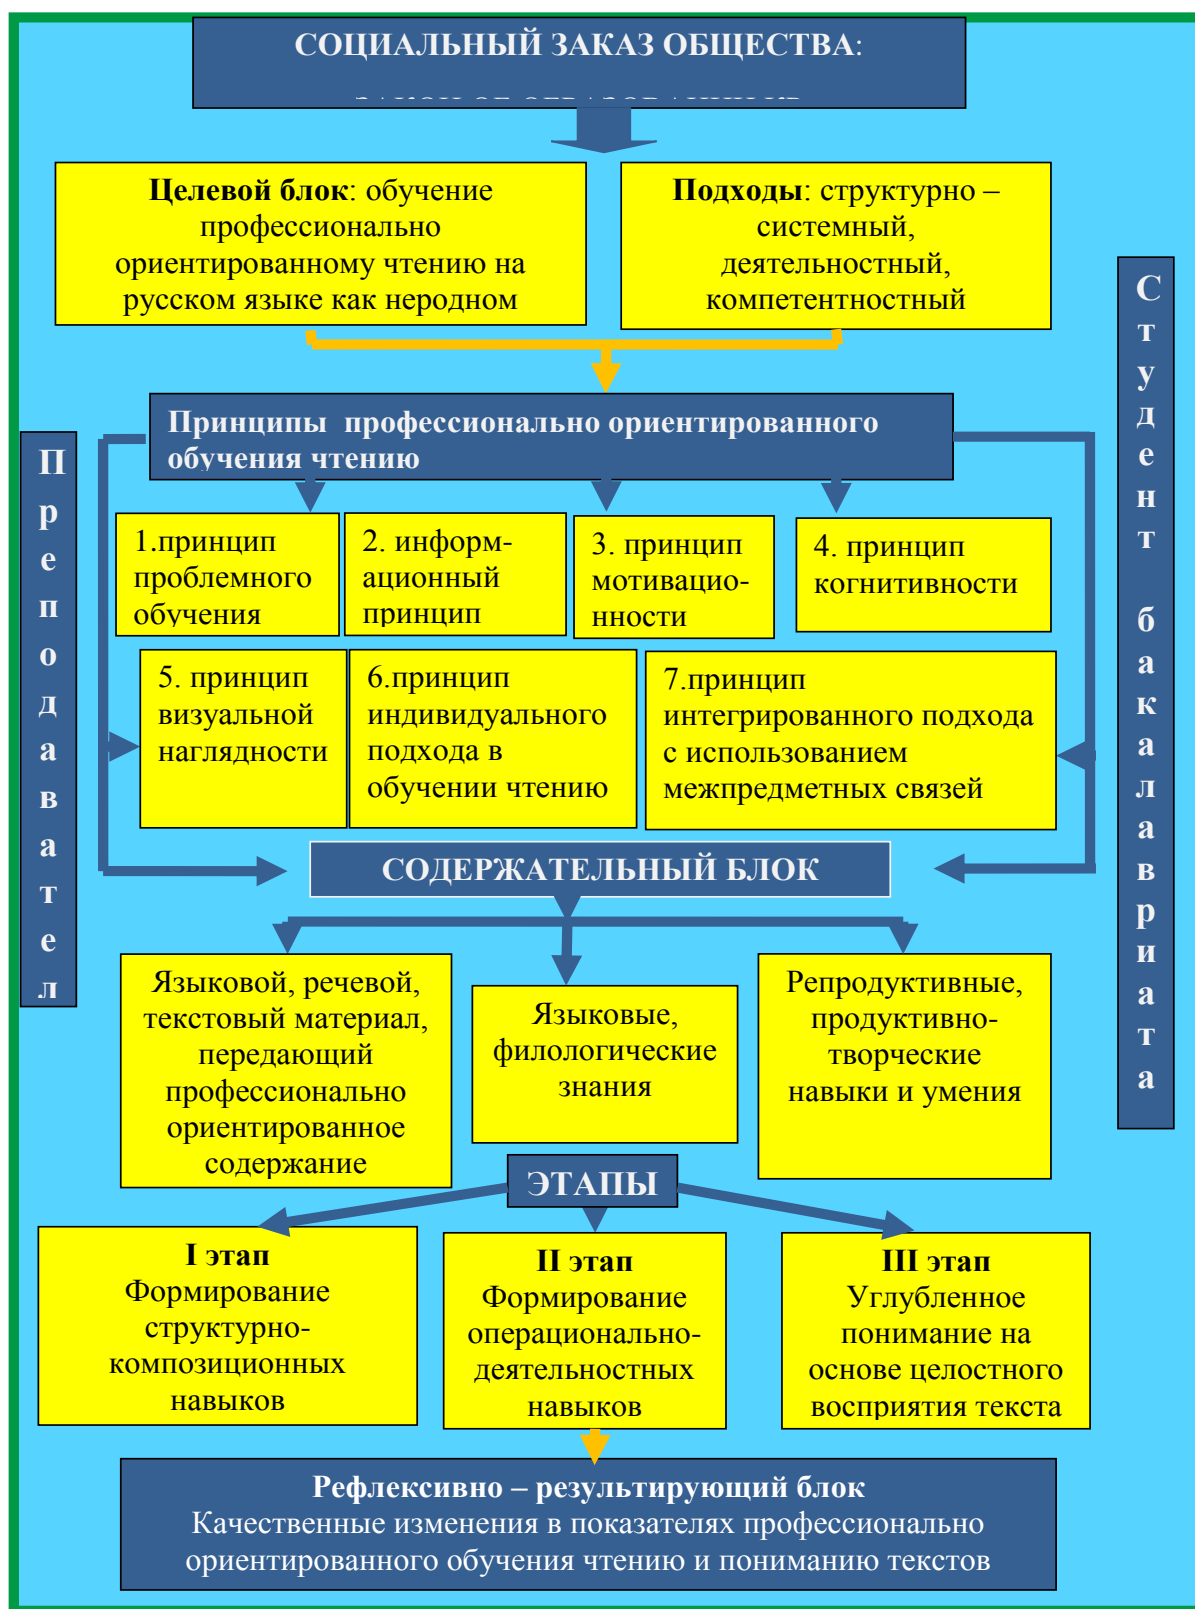 СОЦИАЛЬНЫЙ ЗАКАЗ ОБЩЕСТВА:
Целевой блок: обучение
профессионально
ориентированному чтению на
русском языке как неродном
Подходы: структурно –
системный,
деятельностный,
компетентностный
Принципы профессионально ориентированного
обучения чтению
1.принцип
проблемного
обучения
2. информ-
ационный
принцип
3. принцип
мотивацио-
нности
4. принцип
когнитивности
5. принцип
визуальной
наглядности
6.принцип
индивидуального
подхода в
обучении чтению
7.принцип
интегрированного подхода
с использованием
межпредметных связей
Преподавател
Студент бакалавриата
СОДЕРЖАТЕЛЬНЫЙ БЛОК
Языковой, речевой,
текстовый материал,
передающий
профессионально
ориентированное
содержание
Языковые,
филологические
знания
Репродуктивные,
продуктивно-
творческие
навыки и умения
ЭТАПЫ
I этап
Формирование
структурно-
композиционных
навыков
II этап
Формирование
операционально-
деятельностных
навыков
III этап
Углубленное
понимание на
основе целостного
восприятия текста
Рефлексивно – результирующий блок
Качественные изменения в показателях профессионально
ориентированного обучения чтению и пониманию текстов